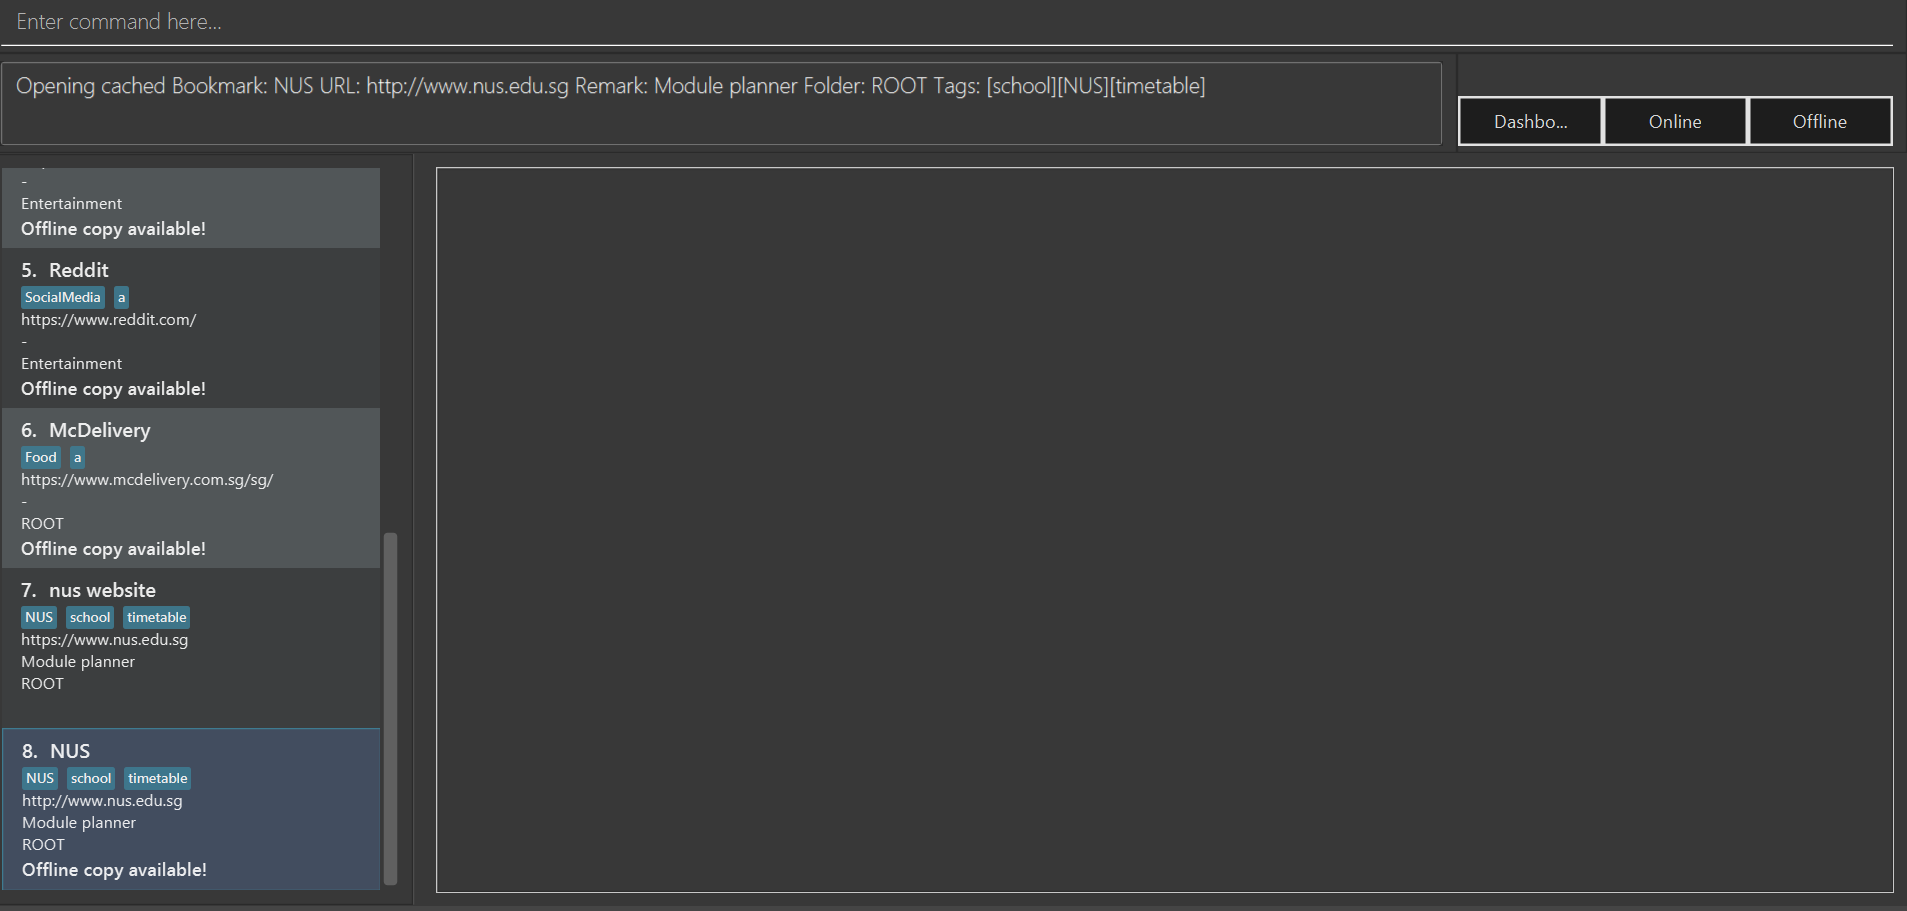 Enter command here...
Opening cached Bookmark: NUS URL: http://www.nus.edu.sg Remark: Module planner Folder: ROOT Tags: [school][NUS][timetable]
Dashbo... Online Offline
-
Entertainment
Offline copy available!
5. Reddit
SocialMedia a
https://www.reddit.com/
-
Entertainment
Offline copy available!
6. McDelivery
Food a
https://www.mcdelivery.com.sg/sg/
-
ROOT
Offline copy available!
7. nus website
NUS school timetable
https://www.nus.edu.sg
Module planner
ROOT
8. NUS
NUS school timetable
http://www.nus.edu.sg
Module planner
ROOT
Offline copy available!